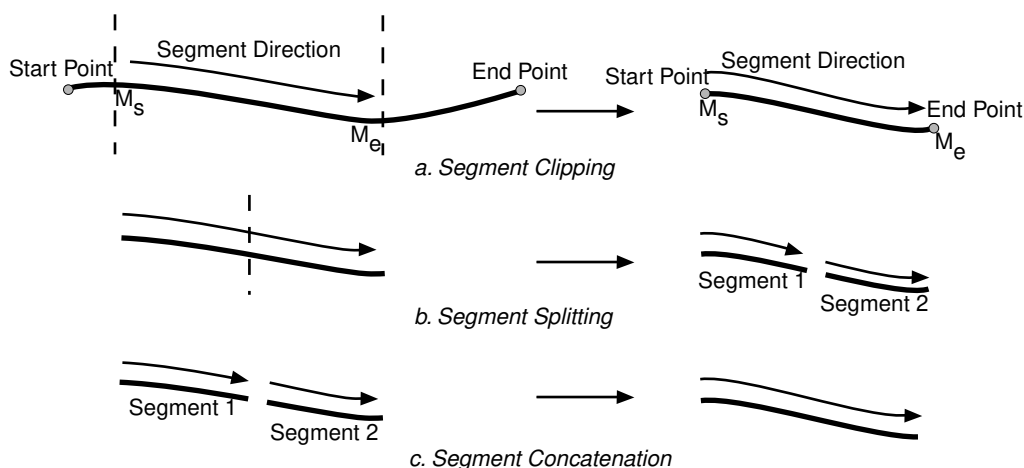 Segment Direction
Start Point
End Point
M_s
M_e
Segment Direction
Start Point
End Point
M_s
M_e
a. Segment Clipping
Segment 1
Segment 2
b. Segment Splitting
Segment 1
Segment 2
c. Segment Concatenation